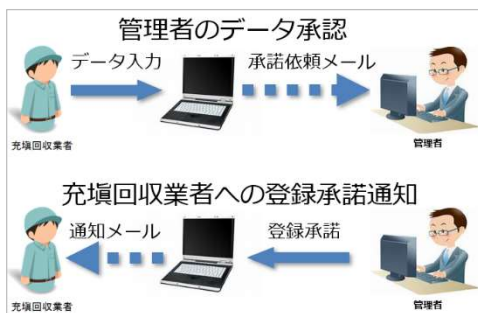 管理者のデータ承認
データ入力
承諾依頼メール
充塡回収業者
管理者
充塡回収業者への登録承諾通知
通知メール
登録承諾
充塡回収業者
管理者